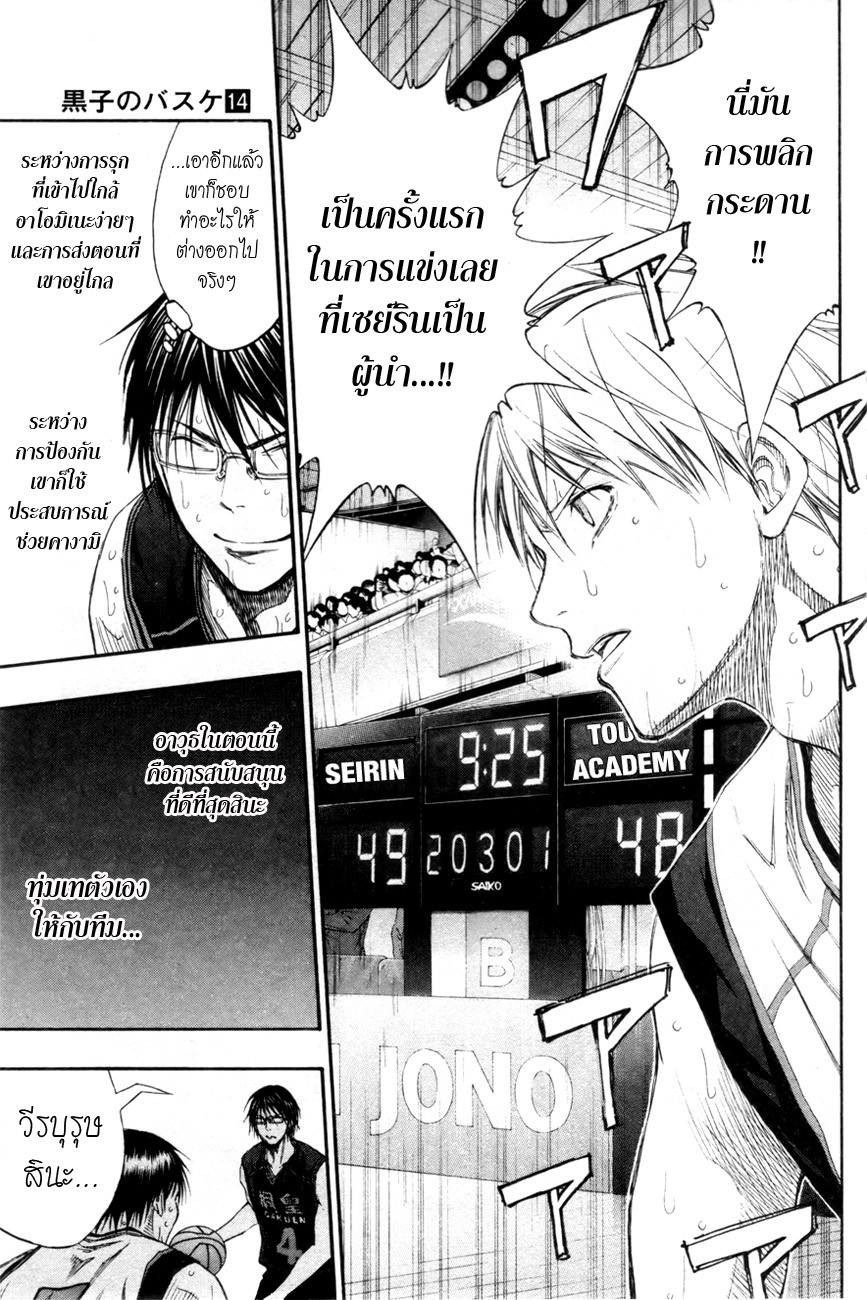 黒子のバスケ14
นี่มัน
การพลิก
กระดาน
!!
เป็นครั้งแรก
ในการแข่งเลย
ที่เซย์รินเป็น
ผู้นำ...!!
ワ
ア
ア
ア
SEIRIN
9:25
TOU
ACADEMY
49
20301
48
SAIKO
B
JONO
ワ
ア
ア
ア
...เอาอีกแล้ว
เขาก็ชอบ
ทำอะไรให้
ต่างออกไป
จริงๆ
ระหว่างการรุก
ที่เข้าไปใกล้
อาโอมิเนะง่ายๆ
และการส่งตอนที่
เขาอยู่ไกล
ระหว่าง
การป้องกัน
เขาก็ใช้
ประสบการณ์
ช่วยคางามิ
อาวุธในตอนนี้
คือการสนับสนุน
ที่ดีที่สุดสินะ
ทุ่มเทตัวเอง
ให้กับทีม...
วีรบุรุษ
สินะ...
桐皇
GAKUEN
4